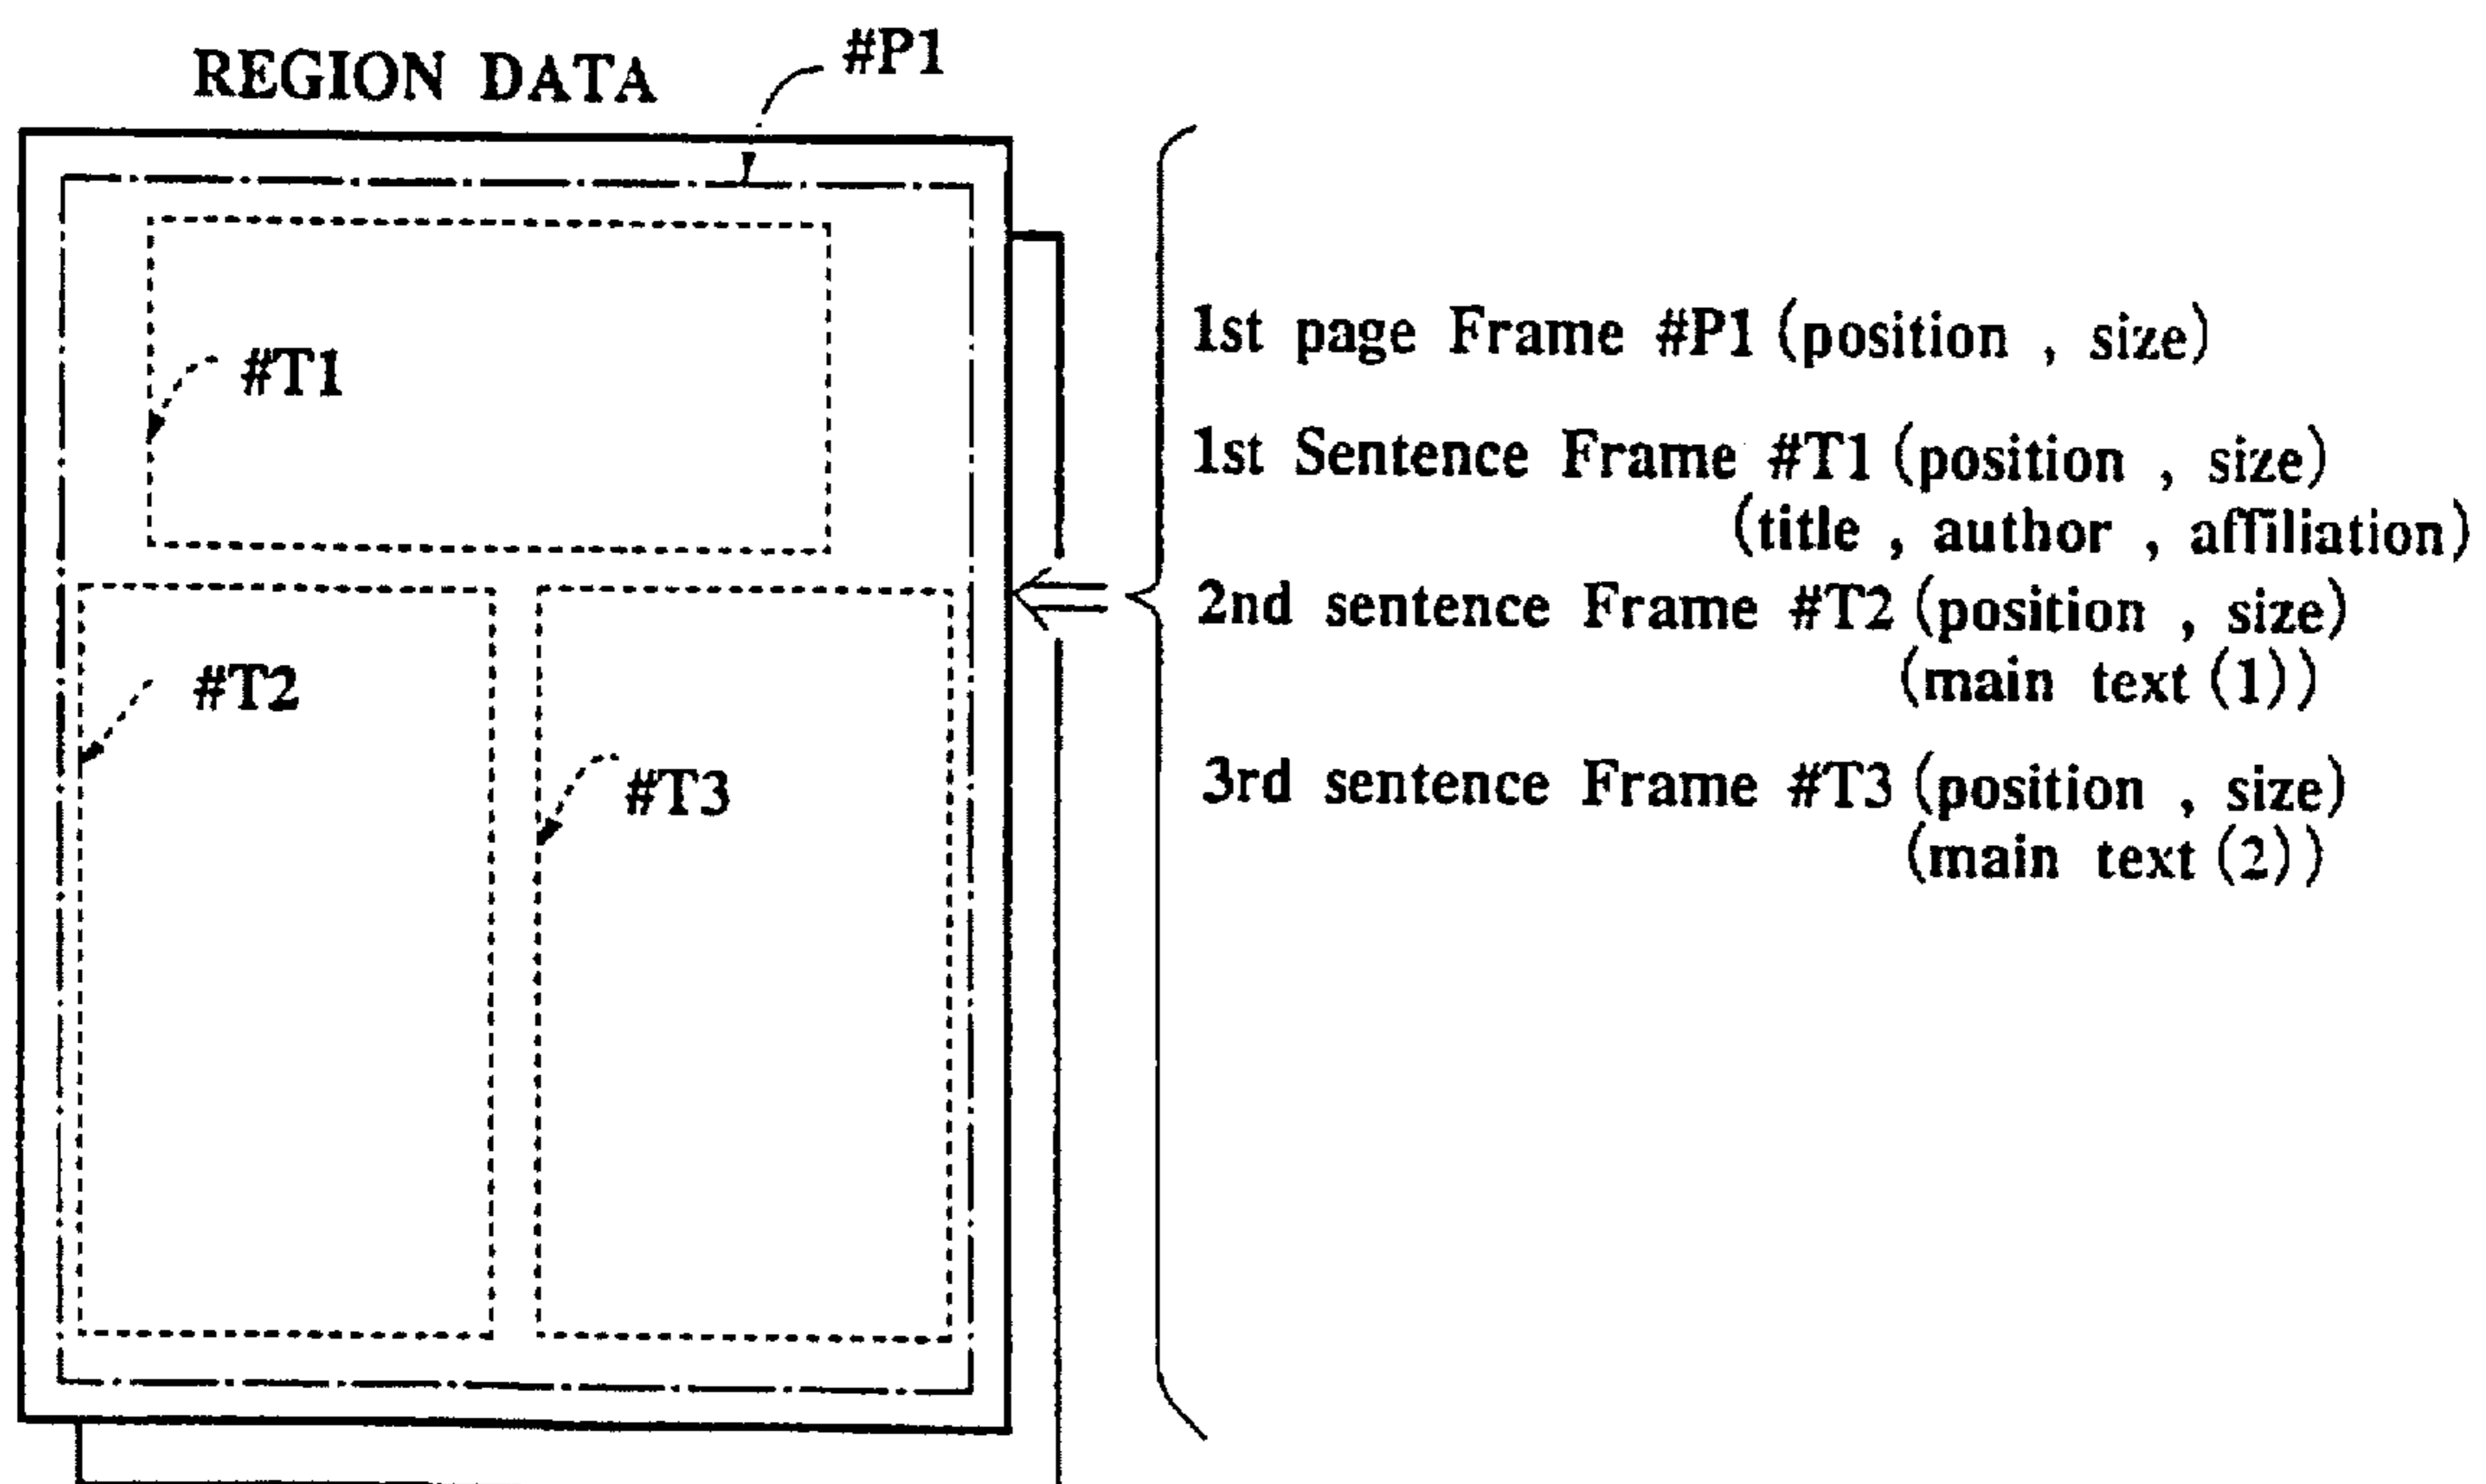 REGION DATA
#P1
#T1
#T2
#T3
1st page Frame #P1 (position , size)
1st Sentence Frame #T1 (position , size)
(title , author , affiliation)
2nd sentence Frame #T2 (position , size)
(main text (1))
3rd sentence Frame #T3 (position , size)
(main text (2))